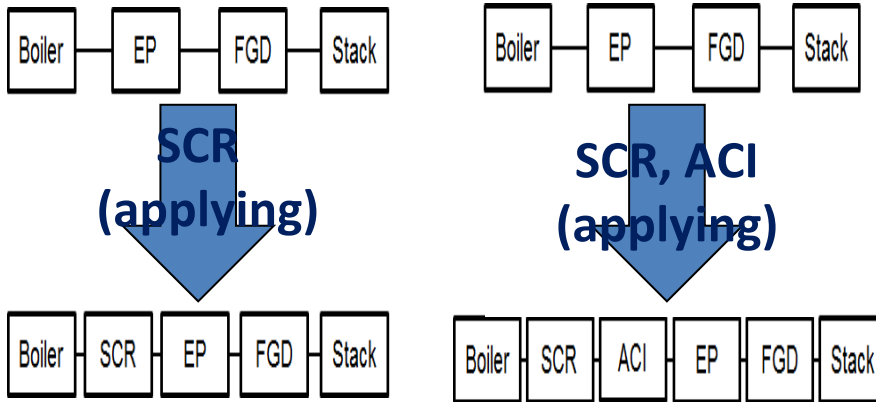 Boiler EP FGD Stack
SCR
(applying)
Boiler SCR EP FGD Stack
Boiler EP FGD Stack
SCR, ACI
(applying)
Boiler SCR ACI EP FGD Stack